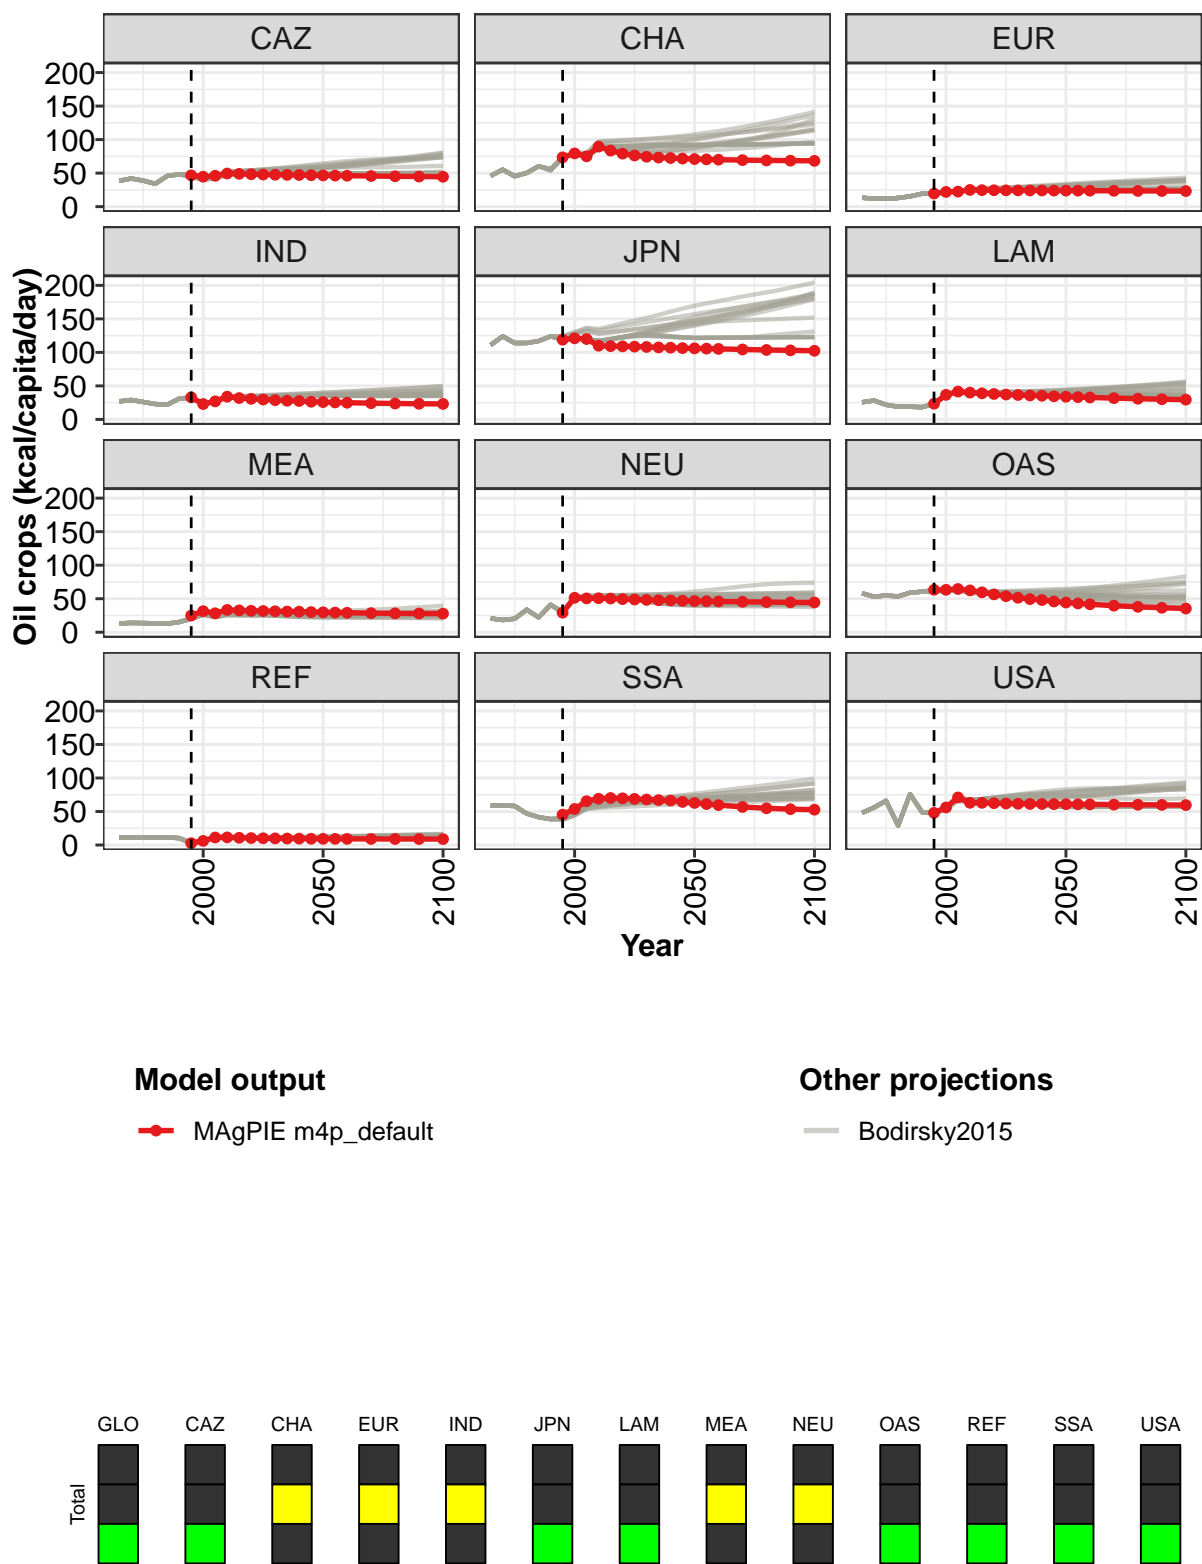 CAZ CHA EUR
200
150
100
50
0
IND JPN LAM
200
150
100
50
0
MEA NEU OAS
200
150
100
50
0
REF SSA USA
200
150
100
50
0
Oil crops (kcal/capita/day)
2000 2050 2100 2000 2050 2100 2000 2050 2100
Year
Model output
MAgPIE m4p_default
Other projections
Bodirsky2015
GLO CAZ CHA EUR IND JPN LAM MEA NEU OAS REF SSA USA
Total